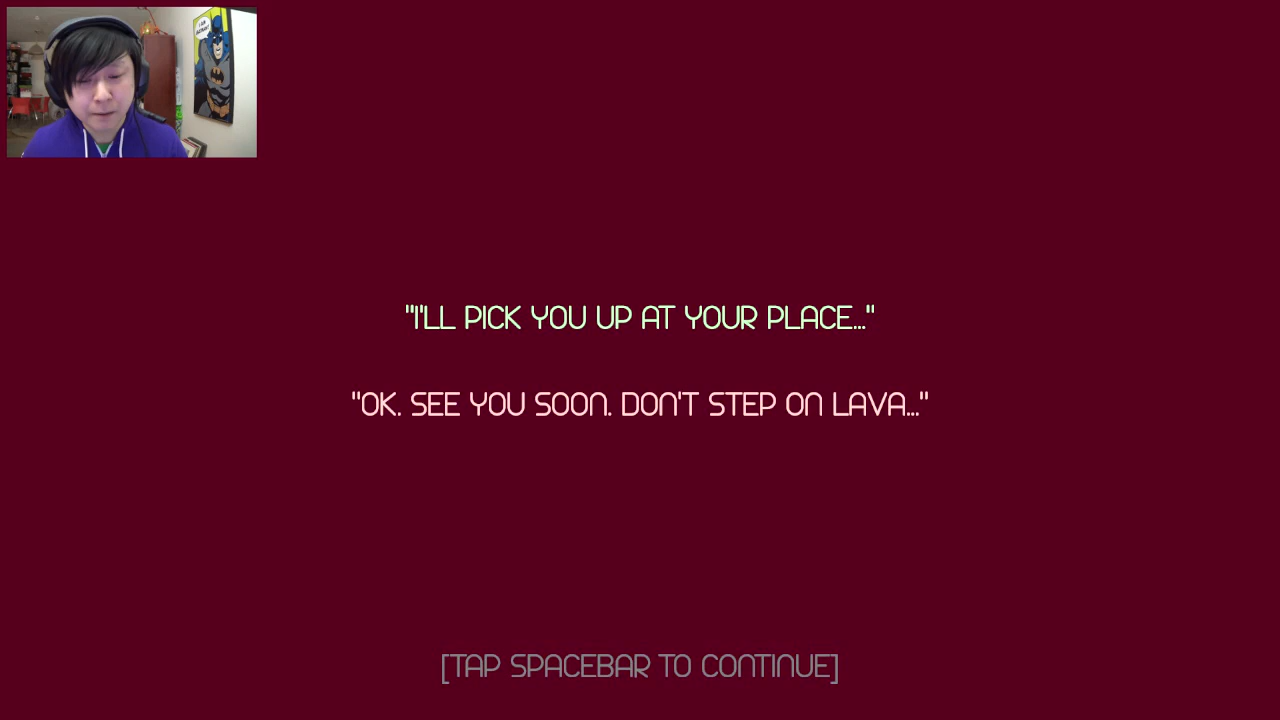 "I'LL PICK YOU UP AT YOUR PLACE..."
"OK. SEE YOU SOON. DON'T STEP ON LAVA..."
[TAP SPACEBAR TO CONTINUE]